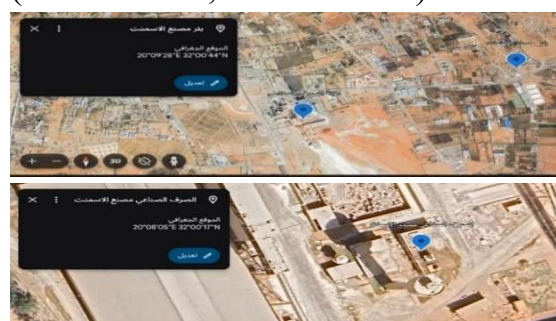 بئر مصنع الاسمنت
الموقع الجغرافي
20°09'28"E 32°00'44"N
تعديل
3D
الصرف الصناعي مصنع الاسمنت
الموقع الجغرافي
20°08'05"E 32°00'17"N
تعديل